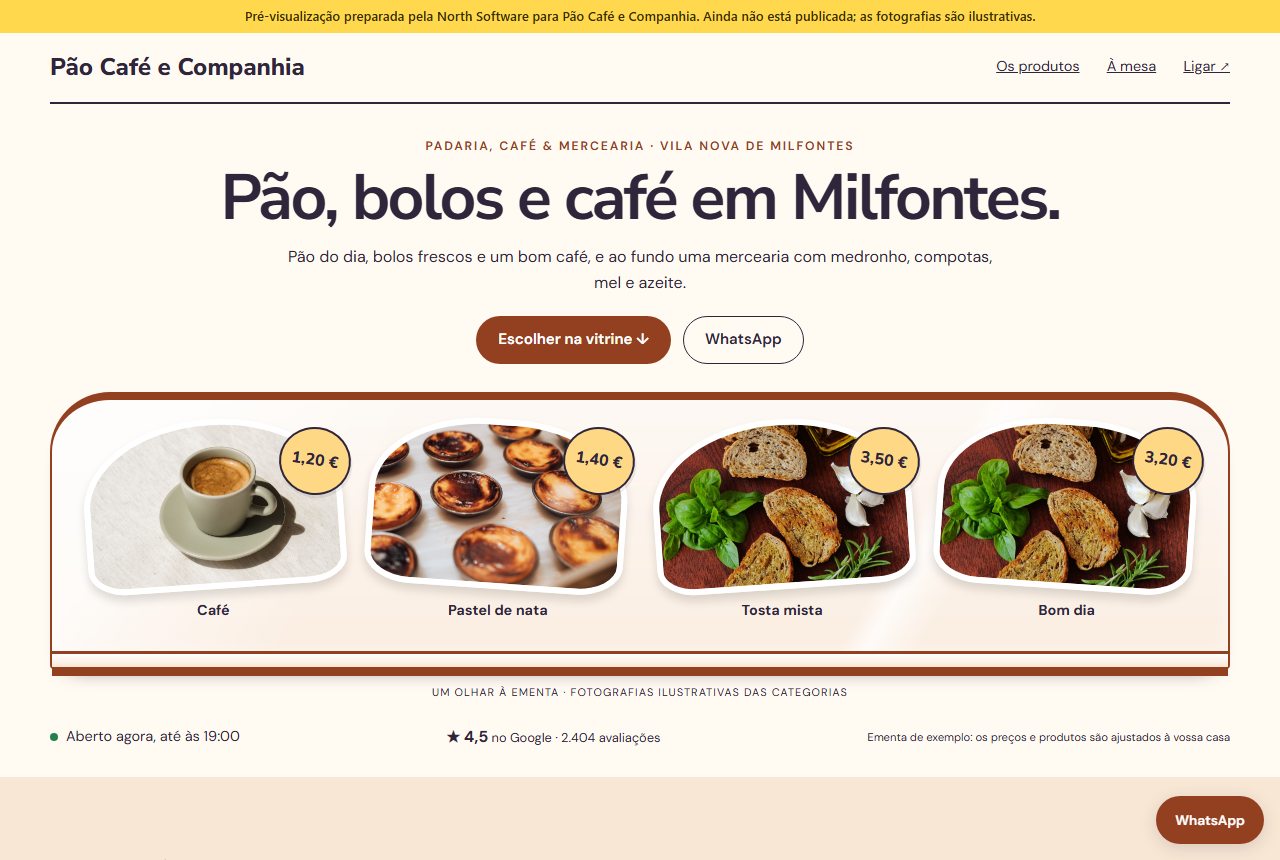 Pré-visualização preparada pela North Software para Pão Café e Companhia. Ainda não está publicada; as fotografias são ilustrativas.
Pão Café e Companhia
Os produtos
À mesa
Ligar ↗
PADARIA, CAFÉ & MERCEARIA · VILA NOVA DE MILFONTES
Pão, bolos e café em Milfontes.
Pão do dia, bolos frescos e um bom café, e ao fundo uma mercearia com medronho, compotas,
mel e azeite.
Escolher na vitrine ↓
WhatsApp
1,20 €
1,40 €
3,50 €
3,20 €
Café
Pastel de nata
Tosta mista
Bom dia
UM OLHAR À EMENTA · FOTOGRAFIAS ILUSTRATIVAS DAS CATEGORIAS
Aberto agora, até às 19:00
★ 4,5 no Google · 2.404 avaliações
Ementa de exemplo: os preços e produtos são ajustados à vossa casa
WhatsApp